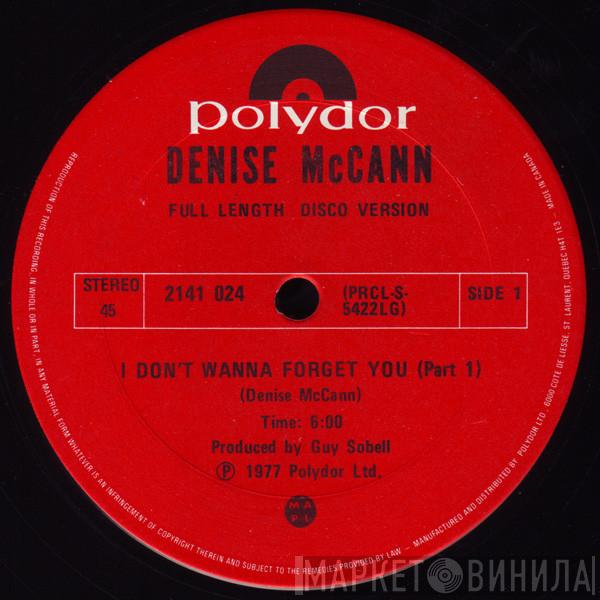 polydor
DENISE McCANN
FULL LENGTH DISCO VERSION
STEREO
45
2141 024
(PRCL-S-
5422LG)
SIDE 1
I DON'T WANNA FORGET YOU (Part 1)
(Denise McCann)
Time: 6:00
Produced by Guy Sobell
Ⓟ 1977 Polydor Ltd.
MAPL
REPRODUCTION OF THIS RECORDING, IN WHOLE OR IN PART, IN ANY MATERIAL FORM WHATEVER IS AN INFRINGEMENT OF COPYRIGHT THEREIN AND SUBJECT TO THE REMEDIES PROVIDED BY LAW – MANUFACTURED AND DISTRIBUTED BY POLYDOR LTD., 6000 COTE DE LIESSE, ST. LAURENT, QUEBEC H4T 1E3 – MADE IN CANADA
МАРКЕТ ВИНИЛА